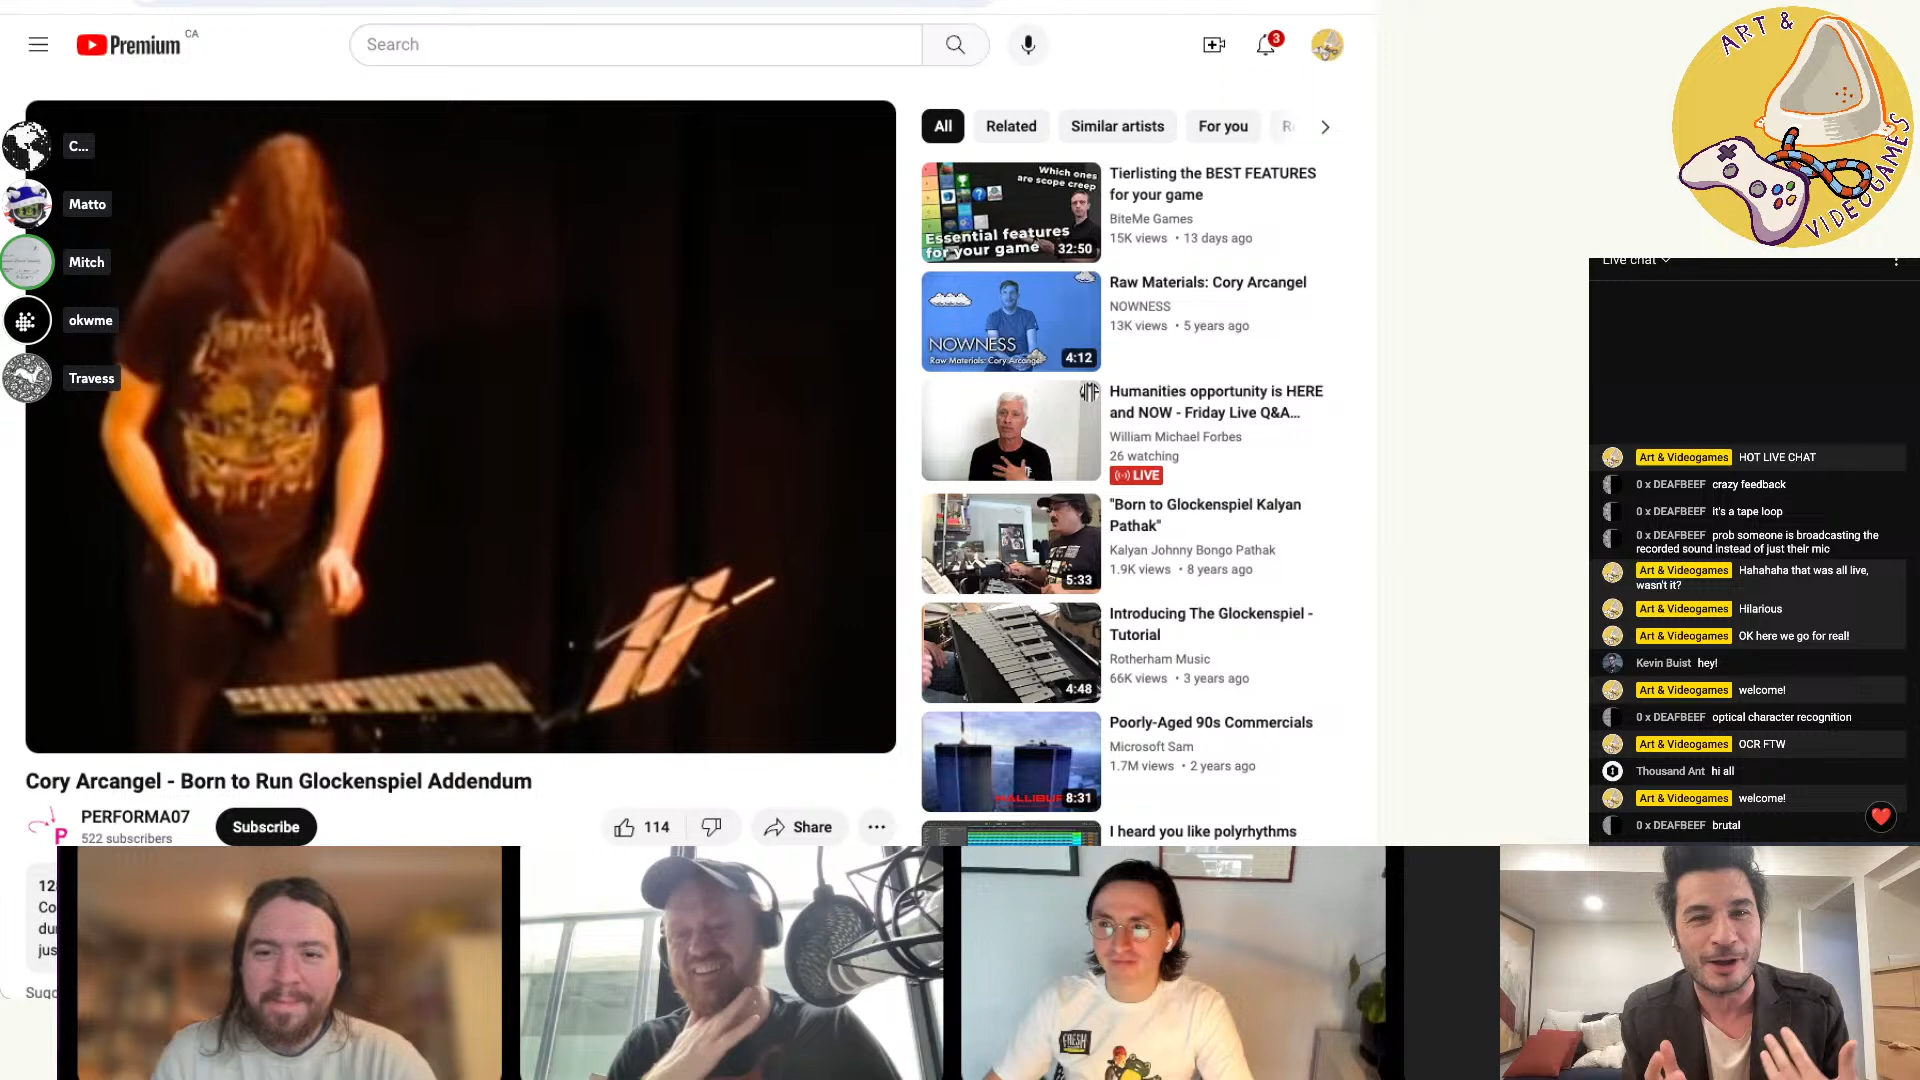 Premium CA
Search
3
ART &
VIDEOGAMES
C...
Matto
Mitch
okwme
Travess
METALLICA
All
Related
Similar artists
For you
Which ones
are scope creep
Essential features
for your game
32:50
Tierlisting the BEST FEATURES
for your game
BiteMe Games
15K views • 13 days ago
NOWNESS
Raw Materials: Cory Arcangel
4:12
Raw Materials: Cory Arcangel
NOWNESS
13K views • 5 years ago
Humanities opportunity is HERE
and NOW - Friday Live Q&A...
William Michael Forbes
26 watching
LIVE
5:33
"Born to Glockenspiel Kalyan
Pathak"
Kalyan Johnny Bongo Pathak
1.9K views • 8 years ago
4:48
Introducing The Glockenspiel -
Tutorial
Rotherham Music
66K views • 3 years ago
8:31
Poorly-Aged 90s Commercials
Microsoft Sam
1.7M views • 2 years ago
I heard you like polyrhythms
Cory Arcangel - Born to Run Glockenspiel Addendum
P
PERFORMA07
522 subscribers
Subscribe
114
Share
Live chat
Art & Videogames HOT LIVE CHAT
0 x DEAFBEEF crazy feedback
0 x DEAFBEEF it's a tape loop
0 x DEAFBEEF prob someone is broadcasting the
recorded sound instead of just their mic
Art & Videogames Hahahaha that was all live,
wasn't it?
Art & Videogames Hilarious
Art & Videogames OK here we go for real!
Kevin Buist hey!
Art & Videogames welcome!
0 x DEAFBEEF optical character recognition
Art & Videogames OCR FTW
Thousand Ant hi all
Art & Videogames welcome!
0 x DEAFBEEF brutal
FRESH